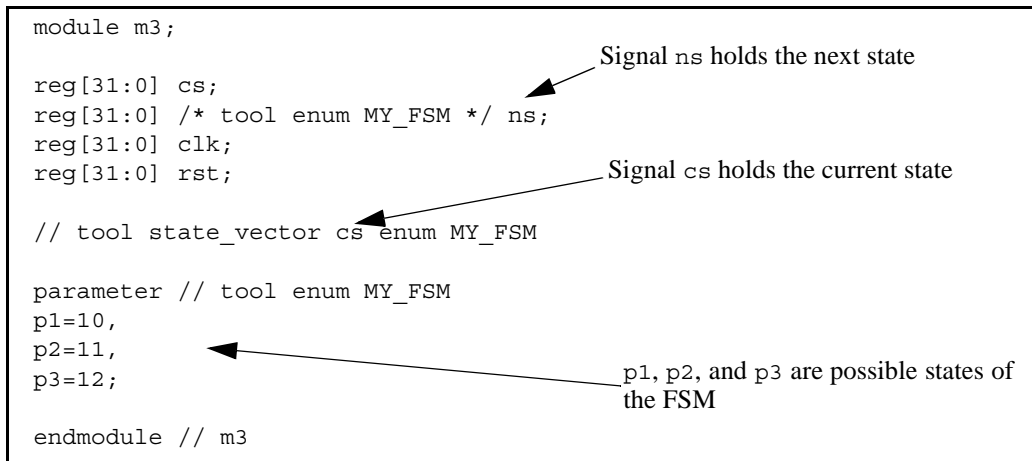 module m3;
Signal ns holds the next state
reg[31:0] cs;
reg[31:0] /* tool enum MY_FSM */ ns;
reg[31:0] clk;
reg[31:0] rst;
Signal cs holds the current state
// tool state_vector cs enum MY_FSM
parameter // tool enum MY_FSM
p1=10,
p2=11,
p3=12;
p1, p2, and p3 are possible states of
the FSM
endmodule // m3